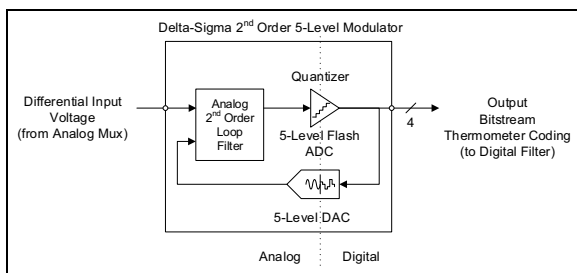 Delta-Sigma 2nd Order 5-Level Modulator
Differential Input
Voltage
(from Analog Mux)
Analog
2nd Order
Loop
Filter
Quantizer
5-Level Flash
ADC
4
Output
Bitstream
Thermometer Coding
(to Digital Filter)
5-Level DAC
Analog
Digital